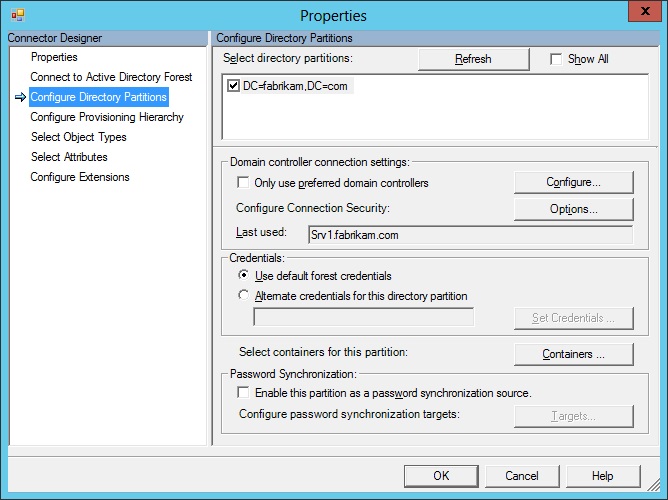 Properties
x
Connector Designer
Properties
Connect to Active Directory Forest
Configure Directory Partitions
Configure Provisioning Hierarchy
Select Object Types
Select Attributes
Configure Extensions
Configure Directory Partitions
Select directory partitions:
Refresh
Show All
DC=fabrikam,DC=com
Domain controller connection settings:
Only use preferred domain controllers
Configure...
Configure Connection Security:
Options...
Last used:
Srv1.fabrikam.com
Credentials:
Use default forest credentials
Alternate credentials for this directory partition
Set Credentials ...
Select containers for this partition:
Containers ...
Password Synchronization:
Enable this partition as a password synchronization source.
Configure password synchronization targets:
Targets...
OK
Cancel
Help